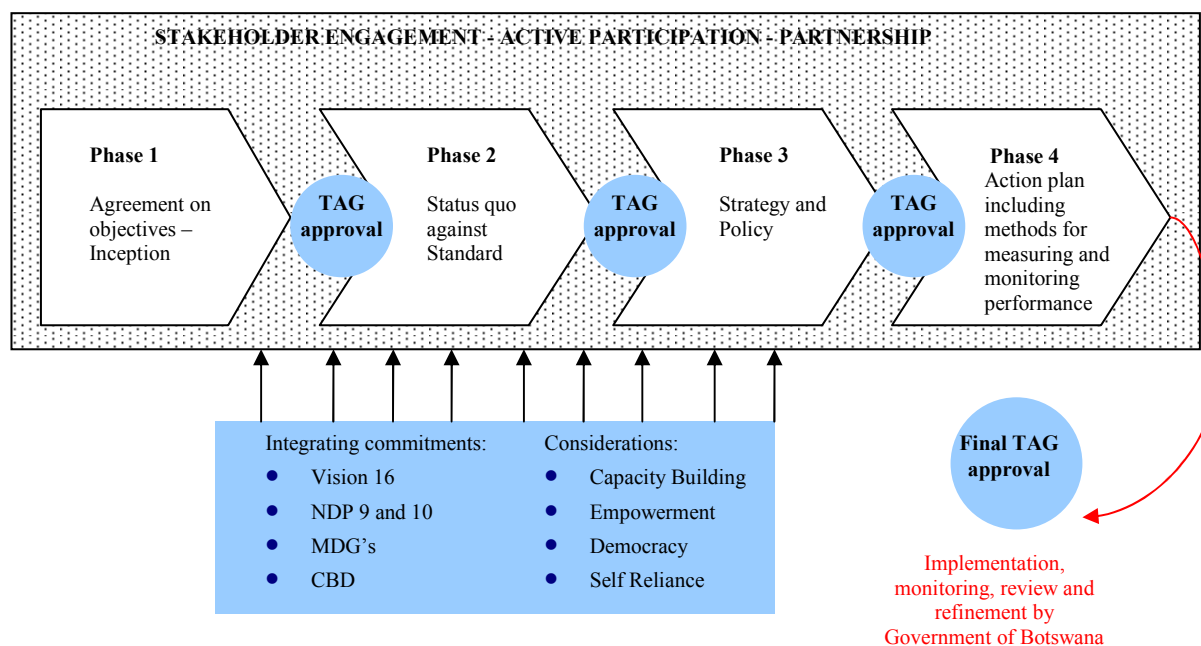 STAKEHOLDER ENGAGEMENT - ACTIVE PARTICIPATION - PARTNERSHIP
Phase 1
Agreement on
objectives –
Inception
TAG
approval
Phase 2
Status quo
against
Standard
TAG
approval
Phase 3
Strategy and
Policy
TAG
approval
Phase 4
Action plan
including
methods for
measuring and
monitoring
performance
Integrating commitments:
Vision 16
NDP 9 and 10
MDG's
CBD
Considerations:
Capacity Building
Empowerment
Democracy
Self Reliance
Final TAG
approval
Implementation,
monitoring, review and
refinement by
Government of Botswana